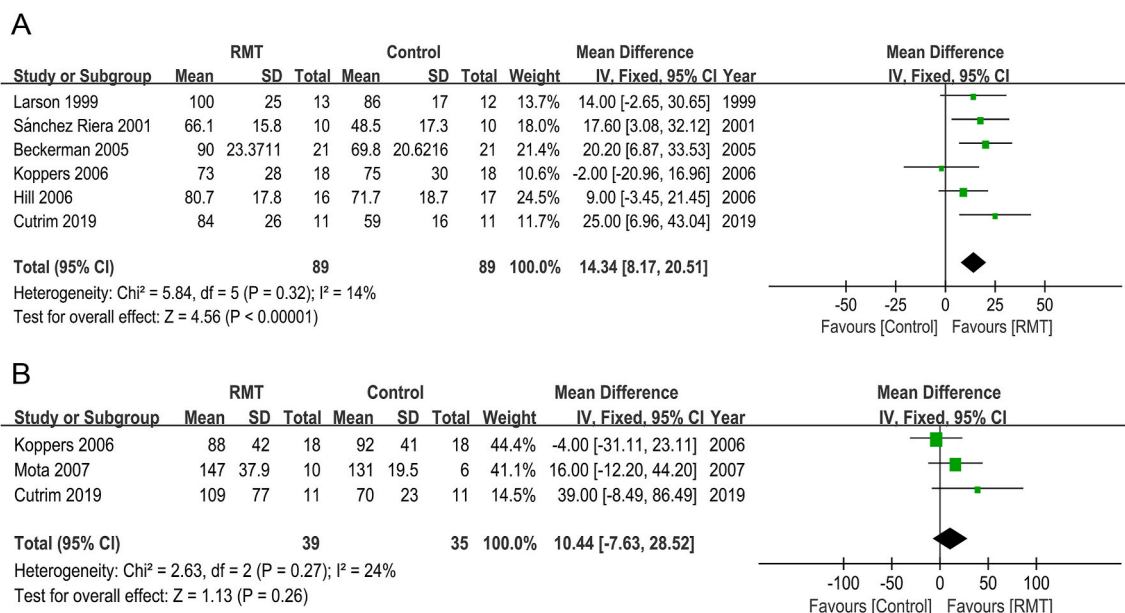 A
RMT Control Mean Difference Mean Difference
Study or Subgroup Mean SD Total Mean SD Total Weight IV, Fixed, 95% CI Year IV, Fixed, 95% CI
Larson 1999 100 25 13 86 17 12 13.7% 14.00 [-2.65, 30.65] 1999
Sánchez Riera 2001 66.1 15.8 10 48.5 17.3 10 18.0% 17.60 [3.08, 32.12] 2001
Beckerman 2005 90 23.3711 21 69.8 20.6216 21 21.4% 20.20 [6.87, 33.53] 2005
Koppers 2006 73 28 18 75 30 18 10.6% -2.00 [-20.96, 16.96] 2006
Hill 2006 80.7 17.8 16 71.7 18.7 17 24.5% 9.00 [-3.45, 21.45] 2006
Cutrim 2019 84 26 11 59 16 11 11.7% 25.00 [6.96, 43.04] 2019
Total (95% CI) 89 89 100.0% 14.34 [8.17, 20.51]
Heterogeneity: Chi² = 5.84, df = 5 (P = 0.32); I² = 14%
Test for overall effect: Z = 4.56 (P < 0.00001)
-50 -25 0 25 50
Favours [Control] Favours [RMT]
B
RMT Control Mean Difference Mean Difference
Study or Subgroup Mean SD Total Mean SD Total Weight IV, Fixed, 95% CI Year IV, Fixed, 95% CI
Koppers 2006 88 42 18 92 41 18 44.4% -4.00 [-31.11, 23.11] 2006
Mota 2007 147 37.9 10 131 19.5 6 41.1% 16.00 [-12.20, 44.20] 2007
Cutrim 2019 109 77 11 70 23 11 14.5% 39.00 [-8.49, 86.49] 2019
Total (95% CI) 39 35 100.0% 10.44 [-7.63, 28.52]
Heterogeneity: Chi² = 2.63, df = 2 (P = 0.27); I² = 24%
Test for overall effect: Z = 1.13 (P = 0.26)
-100 -50 0 50 100
Favours [Control] Favours [RMT]